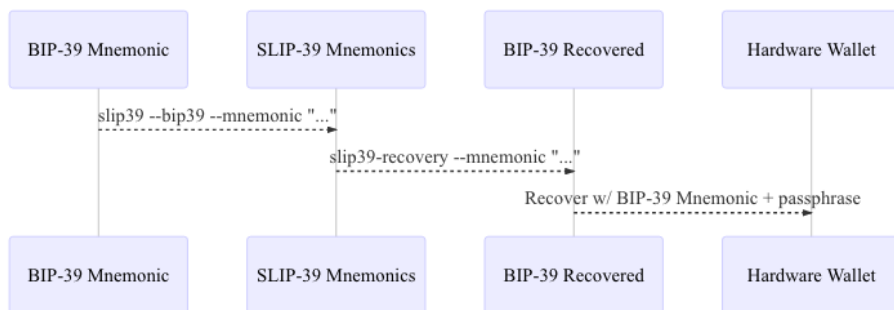 BIP-39 Mnemonic
SLIP-39 Mnemonics
BIP-39 Recovered
Hardware Wallet
slip39 --bip39 --mnemonic "..."
slip39-recovery --mnemonic "..."
Recover w/ BIP-39 Mnemonic + passphrase
BIP-39 Mnemonic
SLIP-39 Mnemonics
BIP-39 Recovered
Hardware Wallet